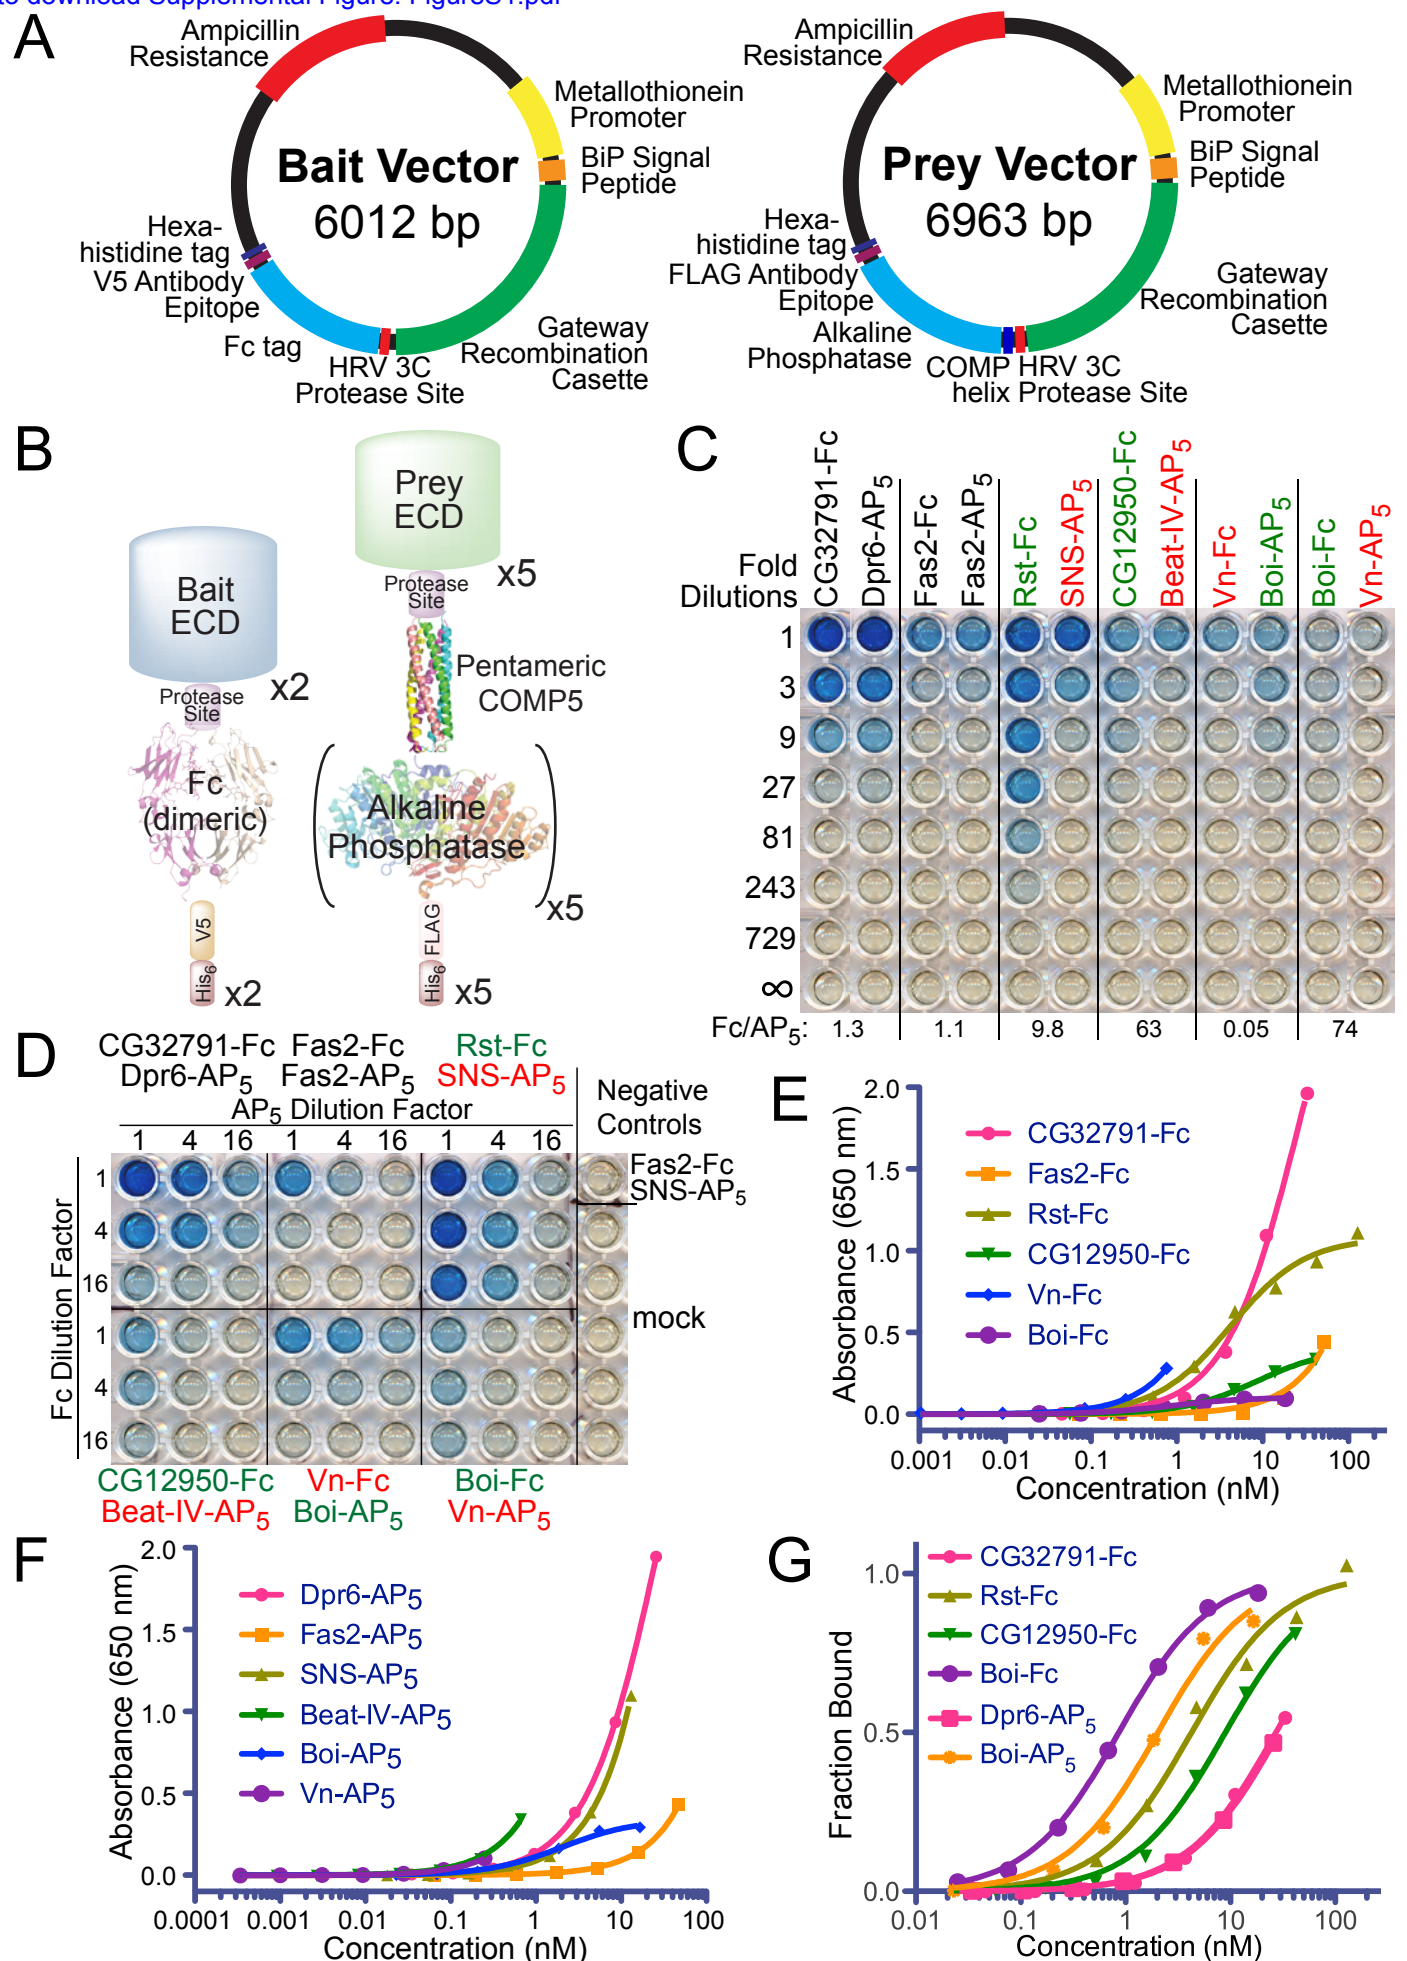 to download Supplemental Figure: FigureS1.pdf
A
Ampicillin
Resistance
Metallothionein
Promoter
BiP Signal
Peptide
Bait Vector
6012 bp
Hexa-
histidine tag
V5 Antibody
Epitope
Fc tag
HRV 3C
Protease Site
Gateway
Recombination
Casette
Ampicillin
Resistance
Metallothionein
Promoter
BiP Signal
Peptide
Prey Vector
6963 bp
Hexa-
histidine tag
FLAG Antibody
Epitope
Alkaline
Phosphatase
COMP HRV 3C
helix Protease Site
Gateway
Recombination
Casette
B
Bait
ECD
x2
Protease
Site
Fc
(dimeric)
V5
His6
x2
Prey
ECD
x5
Protease
Site
Pentameric
COMP5
Alkaline
Phosphatase
x5
FLAG
His6
x5
C
Fold
Dilutions
CG32791-Fc
Dpr6-AP5
Fas2-Fc
Fas2-AP5
Rst-Fc
SNS-AP5
CG12950-Fc
Beat-IV-AP5
Vn-Fc
Boi-AP5
Boi-Fc
Vn-AP5
1
3
9
27
81
243
729
∞
Fc/AP5: 1.3 1.1 9.8 63 0.05 74
D
CG32791-Fc Fas2-Fc Rst-Fc
Dpr6-AP5 Fas2-AP5 SNS-AP5
AP5 Dilution Factor
1 4 16 1 4 16 1 4 16
Negative
Controls
Fas2-Fc
SNS-AP5
mock
Fc Dilution Factor
1
4
16
1
4
16
CG12950-Fc Vn-Fc Boi-Fc
Beat-IV-AP5 Boi-AP5 Vn-AP5
E
Absorbance (650 nm)
2.0
1.5
1.0
0.5
0.0
CG32791-Fc
Fas2-Fc
Rst-Fc
CG12950-Fc
Vn-Fc
Boi-Fc
0.001 0.01 0.1 1 10 100
Concentration (nM)
F
Absorbance (650 nm)
2.0
1.5
1.0
0.5
0.0
Dpr6-AP5
Fas2-AP5
SNS-AP5
Beat-IV-AP5
Boi-AP5
Vn-AP5
0.0001 0.001 0.01 0.1 1 10 100
Concentration (nM)
G
Fraction Bound
1.0
0.5
0.0
CG32791-Fc
Rst-Fc
CG12950-Fc
Boi-Fc
Dpr6-AP5
Boi-AP5
0.01 0.1 1 10 100
Concentration (nM)